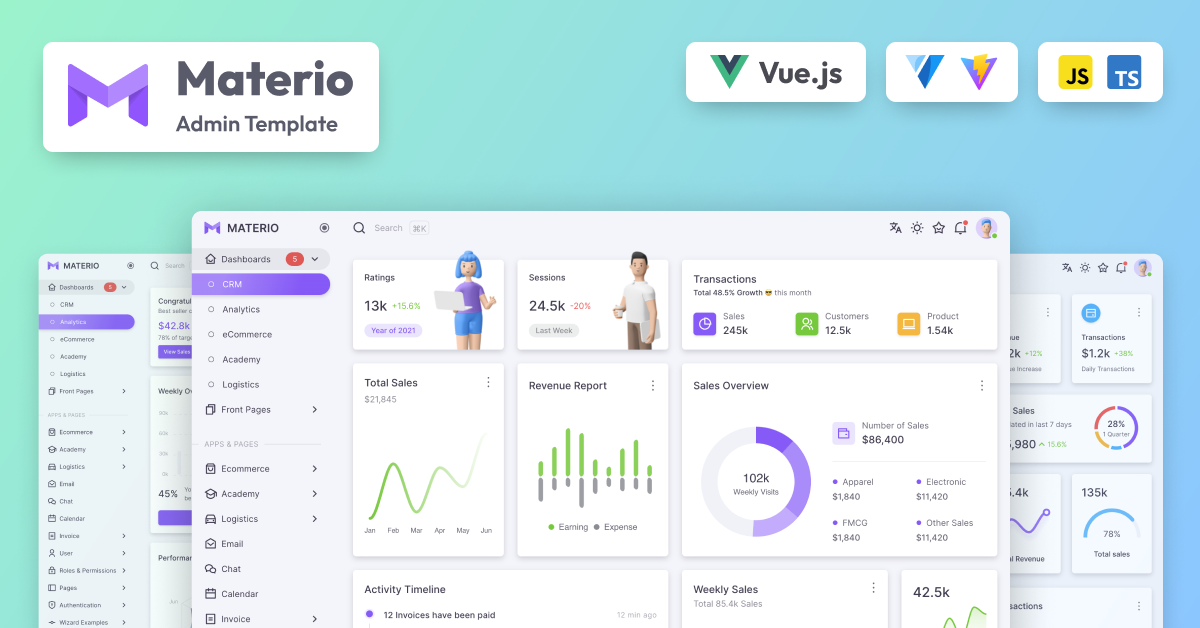 Materio
Admin Template
Vue.js
JS
TS
MATERIO
Search ⌘K
Dashboards 5
CRM
Analytics
eCommerce
Academy
Logistics
Front Pages
APPS & PAGES
Ecommerce
Academy
Logistics
Email
Chat
Calendar
Invoice
Ratings
13k +15.6%
Year of 2021
Sessions
24.5k -20%
Last Week
Transactions
Total 48.5% Growth 😎 this month
Sales
245k
Customers
12.5k
Product
1.54k
Total Sales
$21,845
Jan Feb Mar Apr May Jun
Revenue Report
Earning Expense
Sales Overview
102k
Weekly Visits
Number of Sales
$86,400
Apparel
$1,840
Electronic
$11,420
FMCG
$1,840
Other Sales
$11,420
Activity Timeline
12 Invoices have been paid
12 min ago
Weekly Sales
Total 85.4k Sales
42.5k
MATERIO
Search
Dashboards 5
CRM
Analytics
eCommerce
Academy
Logistics
Front Pages
APPS & PAGES
Ecommerce
Academy
Logistics
Email
Chat
Calendar
Invoice
User
Roles & Permissions
Pages
Authentication
Wizard Examples
Congratul
Best seller o
$42.8k
78% of targe
View Sales
Weekly Ov
45%
Performan
Jan
+12%
e Increase
Transactions
$1.2k +38%
Daily Transactions
Sales
ated in last 7 days
,980 15.6%
28%
1 Quarter
5.4k
l Revenue
135k
78%
Total sales
sactions